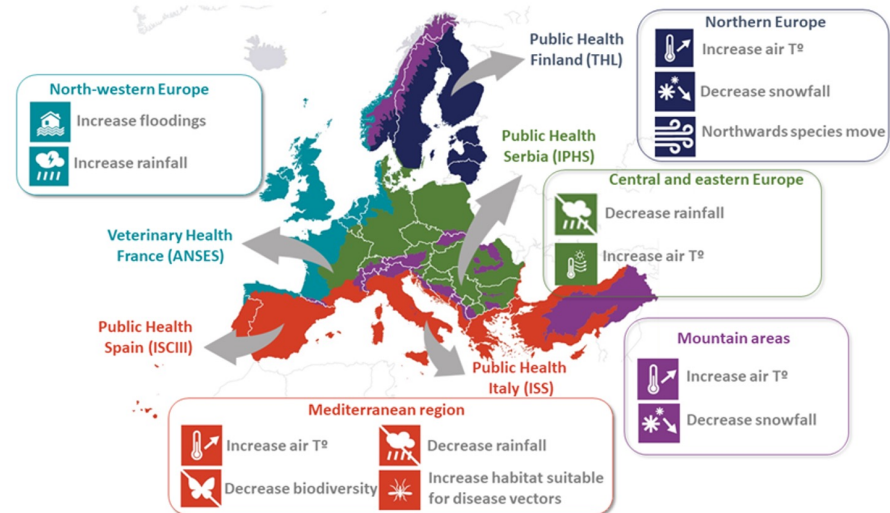 Northern Europe
Increase air Tº
Decrease snowfall
Northwards species move
Public Health
Finland (THL)
North-western Europe
Increase floodings
Increase rainfall
Public Health
Serbia (IPHS)
Central and eastern Europe
Decrease rainfall
Increase air Tº
Veterinary Health
France (ANSES)
Public Health
Spain (ISCIII)
Public Health
Italy (ISS)
Mountain areas
Increase air Tº
Decrease snowfall
Mediterranean region
Increase air Tº
Decrease rainfall
Decrease biodiversity
Increase habitat suitable
for disease vectors